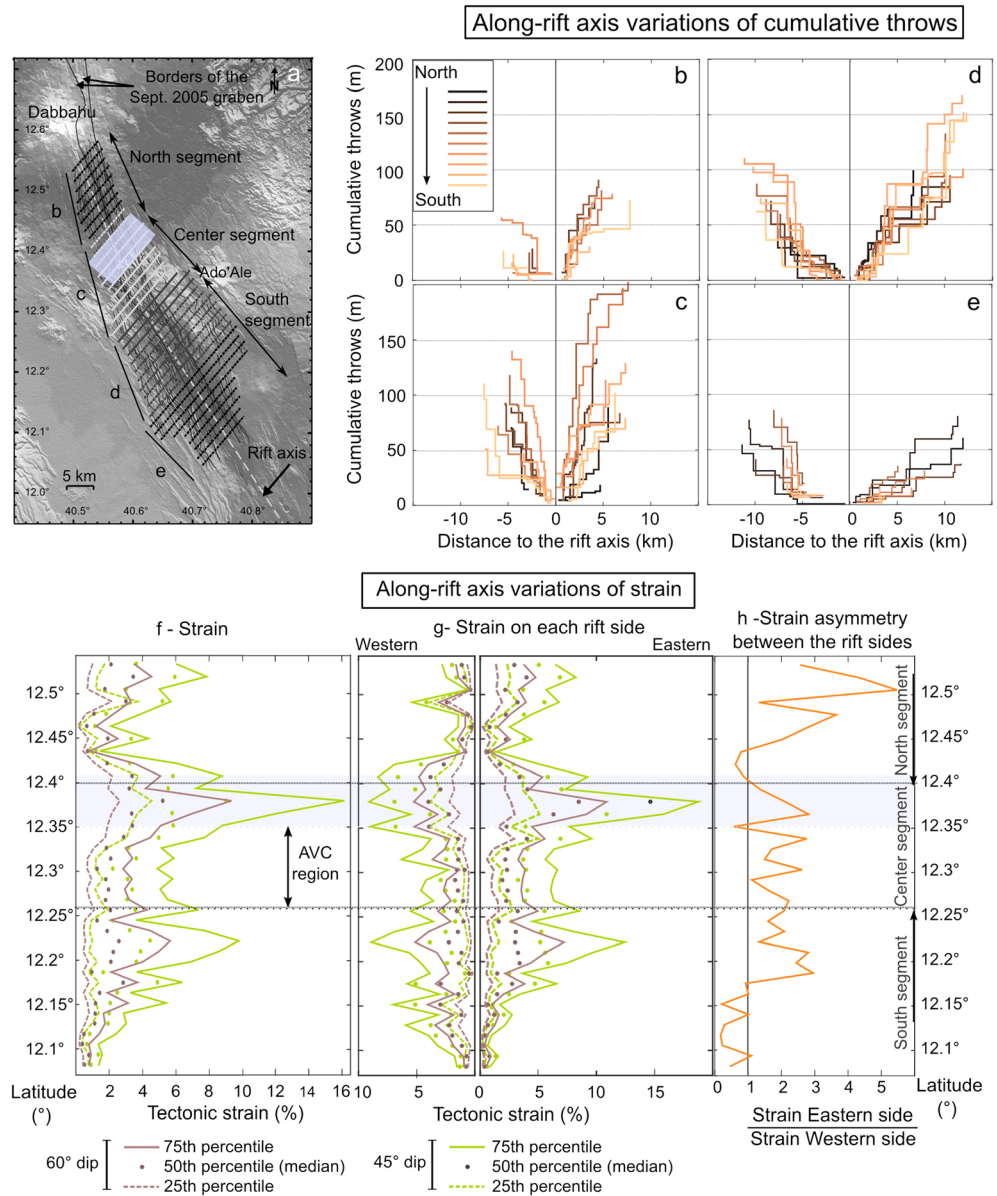 Along-rift axis variations of cumulative throws
a
N
Borders of the
Sept. 2005 graben
Dabbahu
North segment
Center segment
Ado'Ale
South
segment
Rift axis
b
c
d
e
5 km
12.6°
12.5°
12.4°
12.3°
12.2°
12.1°
12.0°
40.5° 40.6° 40.7° 40.8°
Cumulative throws (m)
200
150
100
50
0
North
South
b
d
Cumulative throws (m)
150
100
50
0
c
e
-10 -5 0 5 10
-10 -5 0 5 10
Distance to the rift axis (km)
Distance to the rift axis (km)
Along-rift axis variations of strain
f - Strain
g- Strain on each rift side
Western
Eastern
h -Strain asymmetry
between the rift sides
12.5°
12.45°
12.4°
12.35°
12.3°
12.25°
12.2°
12.15°
12.1°
Latitude
(°)
AVC
region
0 2 4 6 8 10 12 14 16
Tectonic strain (%)
10 5 0 5 10 15
Tectonic strain (%)
North segment
Center segment
South segment
12.5°
12.45°
12.4°
12.35°
12.3°
12.25°
12.2°
12.15°
12.1°
Latitude
(°)
0 1 2 3 4 5
Strain Eastern side
Strain Western side
60° dip
75th percentile
50th percentile (median)
25th percentile
45° dip
75th percentile
50th percentile (median)
25th percentile